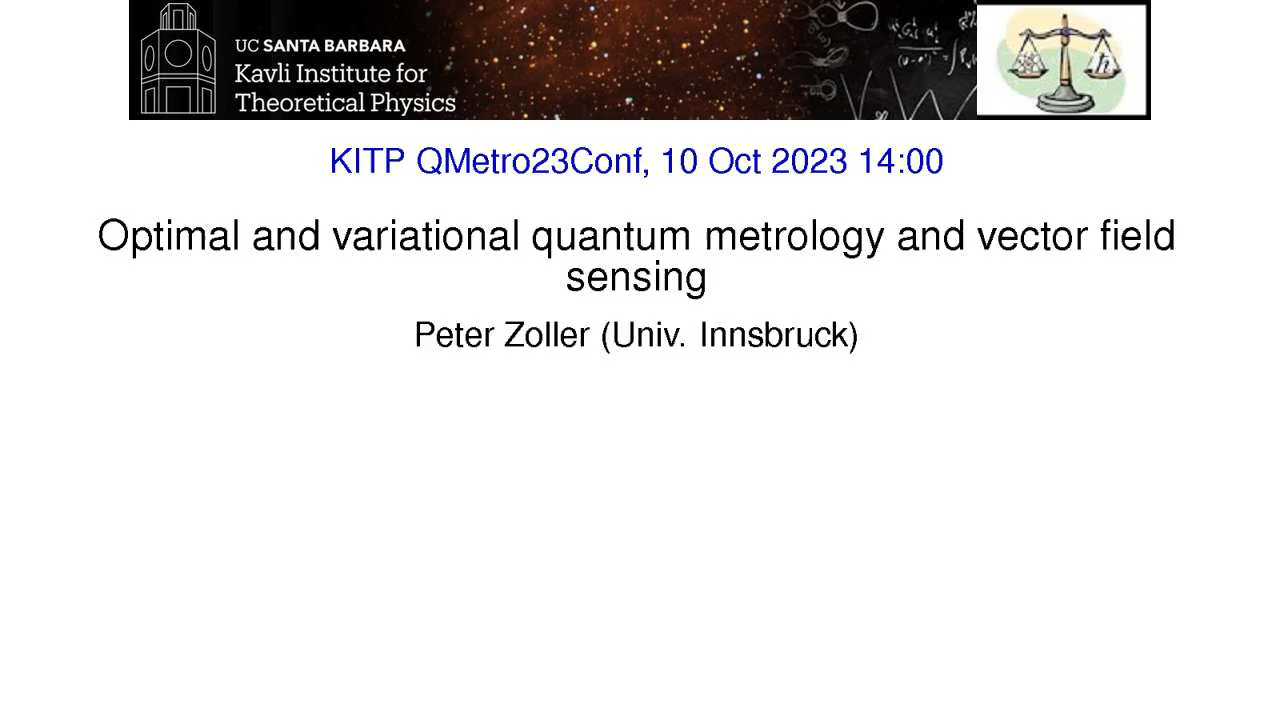 UC SANTA BARBARA
Kavli Institute for
Theoretical Physics
KITP QMetro23Conf, 10 Oct 2023 14:00
Optimal and variational quantum metrology and vector field
sensing
Peter Zoller (Univ. Innsbruck)